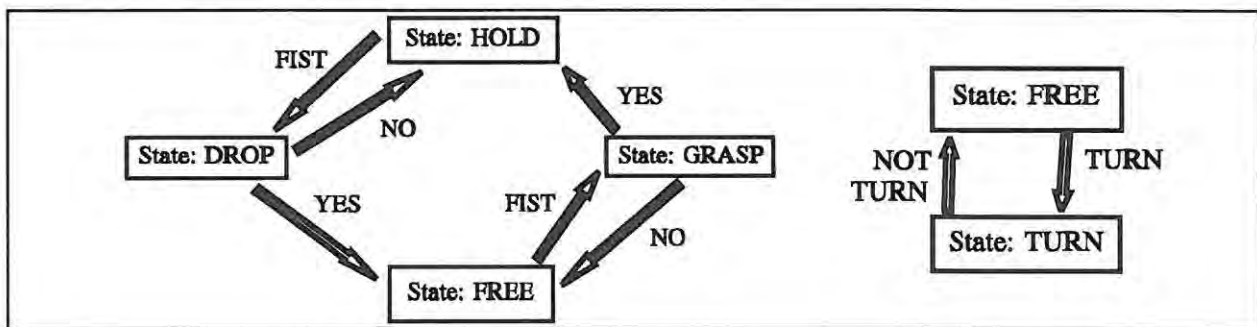 State: HOLD
FIST
YES
NO
State: DROP
State: GRASP
YES
FIST
NO
State: FREE
State: FREE
NOT
TURN
TURN
State: TURN